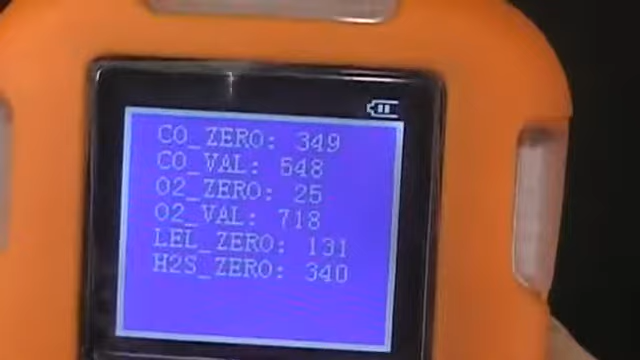 CO_ZERO: 349
CO_VAL: 548
O2_ZERO: 25
O2_VAL: 718
LEL_ZERO: 131
H2S_ZERO: 340